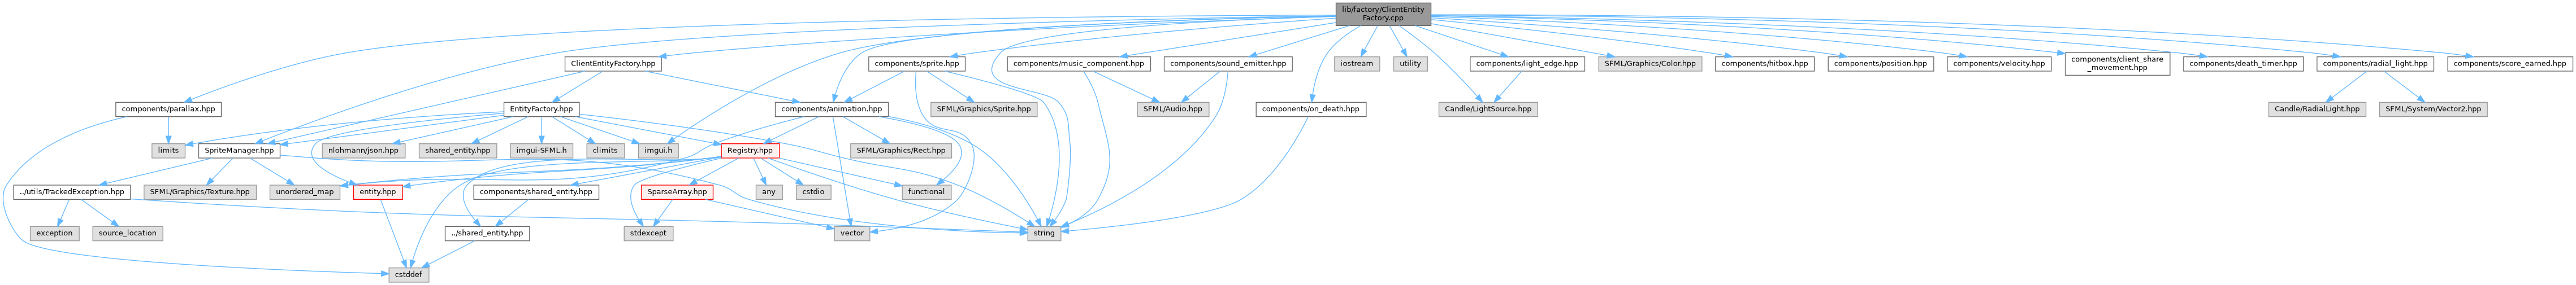 lib/factory/ClientEntity
Factory.cpp
ClientEntityFactory.hpp
components/sprite.hpp
components/music_component.hpp
components/sound_emitter.hpp
iostream
utility
components/light_edge.hpp
SFML/Graphics/Color.hpp
components/hitbox.hpp
components/position.hpp
components/velocity.hpp
components/client_share
_movement.hpp
components/death_timer.hpp
components/radial_light.hpp
components/score_earned.hpp
components/parallax.hpp
EntityFactory.hpp
components/animation.hpp
SFML/Graphics/Sprite.hpp
SFML/Audio.hpp
components/on_death.hpp
Candle/LightSource.hpp
Candle/RadialLight.hpp
SFML/System/Vector2.hpp
limits
SpriteManager.hpp
nlohmann/json.hpp
shared_entity.hpp
imgui-SFML.h
climits
imgui.h
Registry.hpp
SFML/Graphics/Rect.hpp
../utils/TrackedException.hpp
SFML/Graphics/Texture.hpp
unordered_map
entity.hpp
components/shared_entity.hpp
SparseArray.hpp
any
cstdio
functional
exception
source_location
../shared_entity.hpp
stdexcept
vector
string
cstddef